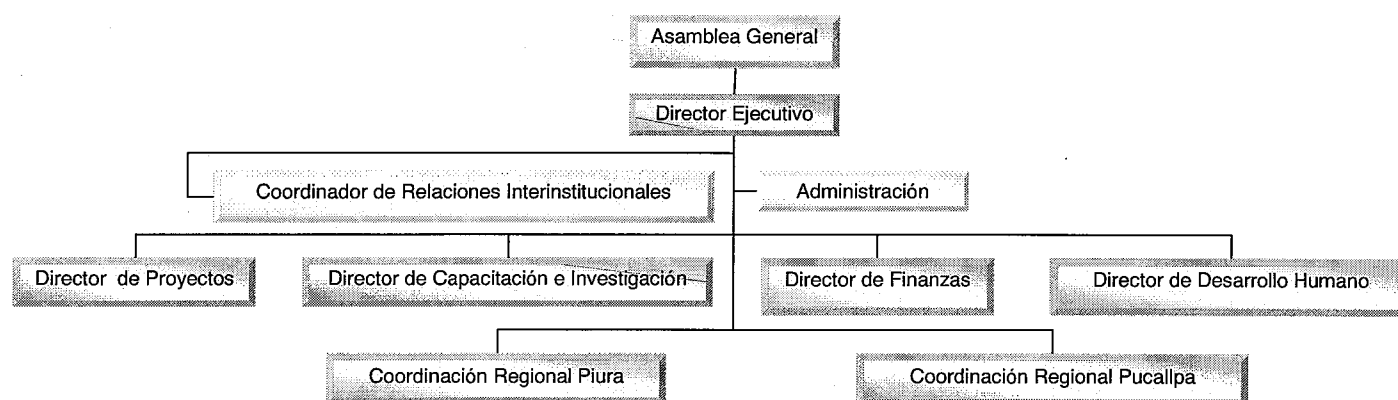 Asamblea General
Director Ejecutivo
Coordinador de Relaciones Interinstitucionales
Administración
Director de Proyectos
Director de Capacitación e Investigación
Director de Finanzas
Director de Desarrollo Humano
Coordinación Regional Piura
Coordinación Regional Pucallpa